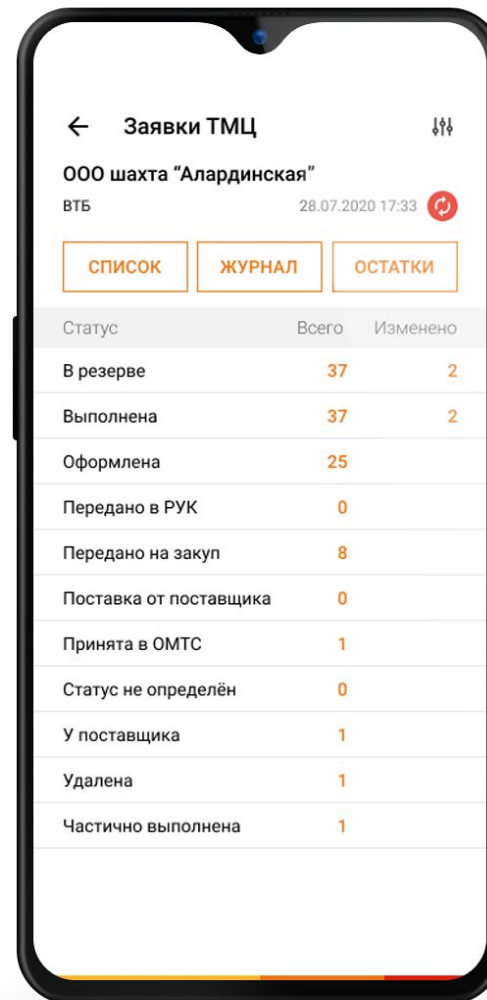 Заявки ТМЦ
ООО шахта "Алардинская"
ВТБ 28.07.2020 17:33
СПИСОК ЖУРНАЛ ОСТАТКИ
Статус Всего Изменено
В резерве 37 2
Выполнена 37 2
Оформлена 25
Передано в РУК 0
Передано на закуп 8
Поставка от поставщика 0
Принята в ОМТС 1
Статус не определён 0
У поставщика 1
Удалена 1
Частично выполнена 1